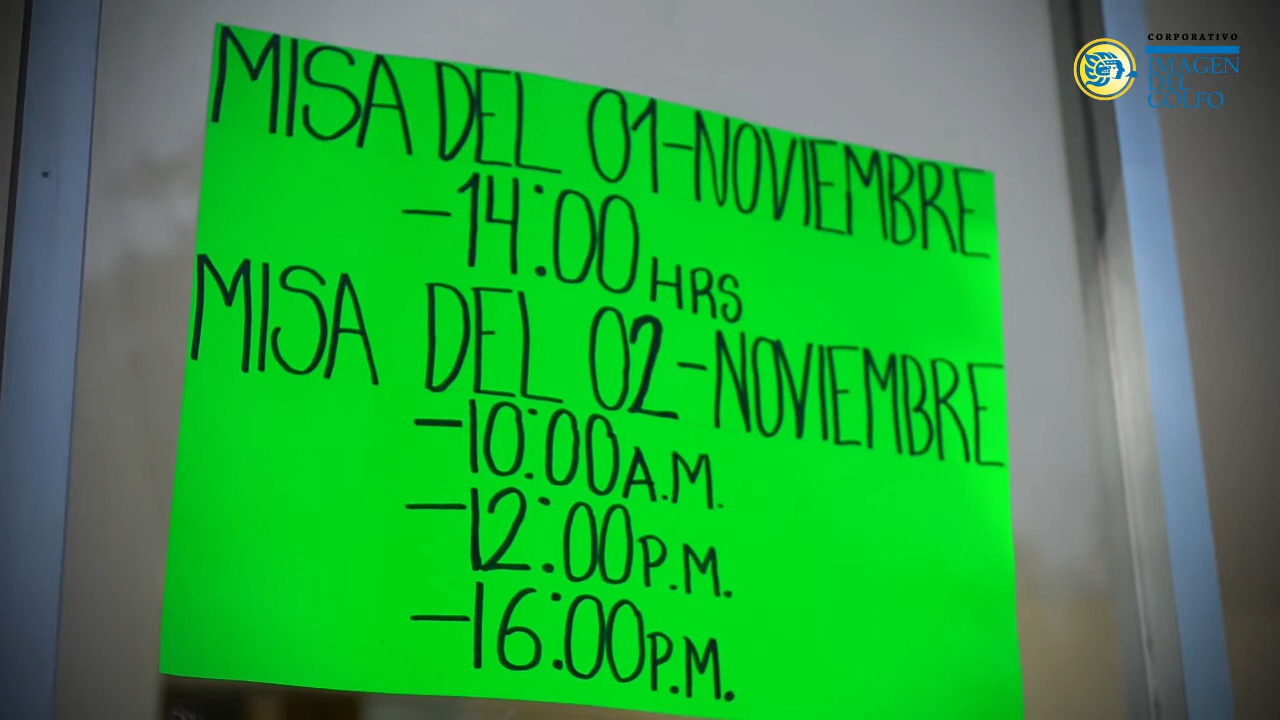 MISA DEL 01-NOVIEMBRE
-14:00 HRS
MISA DEL 02-NOVIEMBRE
-10:00 A.M.
-12:00 P.M.
-16:00 P.M.
CORPORATIVO
IMAGEN
DEL
GOLFO